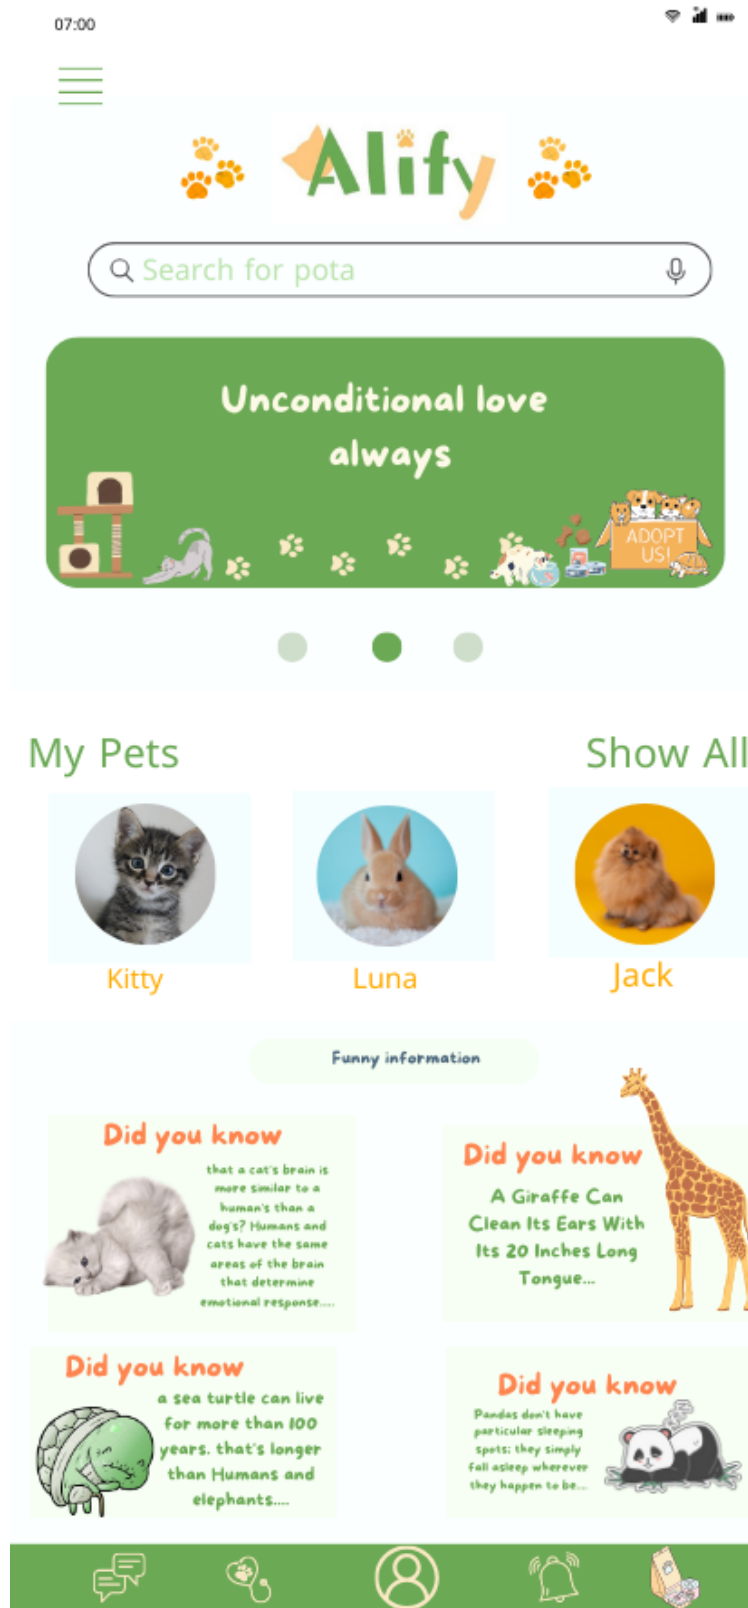 07:00
Alify
Search for pota
Unconditional love
always
ADOPT
US!
My Pets
Show All
Kitty
Luna
Jack
Funny information
Did you know
that a cat's brain is
more similar to a
human's than a
dog's? Humans and
cats have the same
areas of the brain
that determine
emotional response....
Did you know
A Giraffe Can
Clean Its Ears With
Its 20 Inches Long
Tongue...
Did you know
a sea turtle can live
for more than 100
years. that's longer
than Humans and
elephants....
Did you know
Pandas don't have
particular sleeping
spots; they simply
fall asleep wherever
they happen to be...